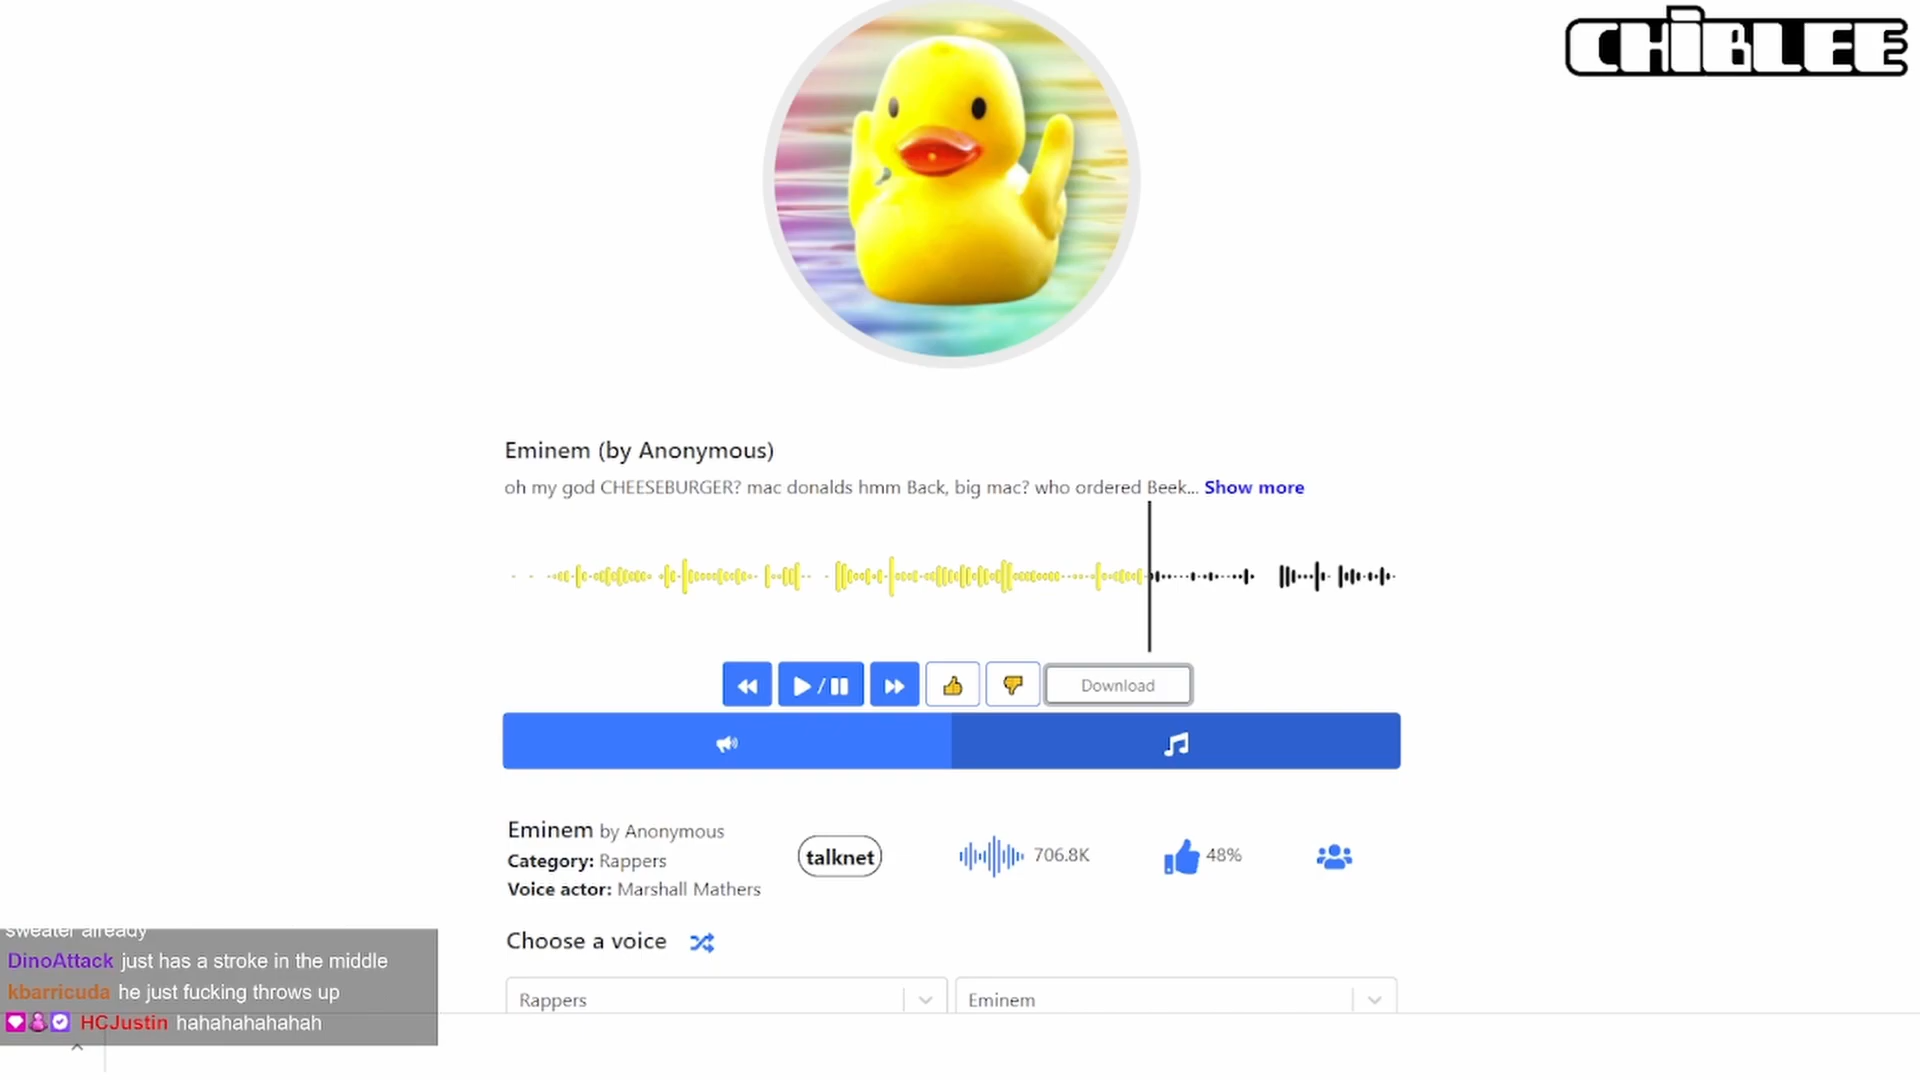 CHIBLEE
Eminem (by Anonymous)
oh my god CHEESEBURGER? mac donalds hmm Back, big mac? who ordered Beek... Show more
Download
Eminem by Anonymous
Category: Rappers
Voice actor: Marshall Mathers
talknet
706.8K
48%
Choose a voice
Rappers
Eminem
sweater already
DinoAttack just has a stroke in the middle
kbarricuda he just fucking throws up
HCJustin hahahahahahah